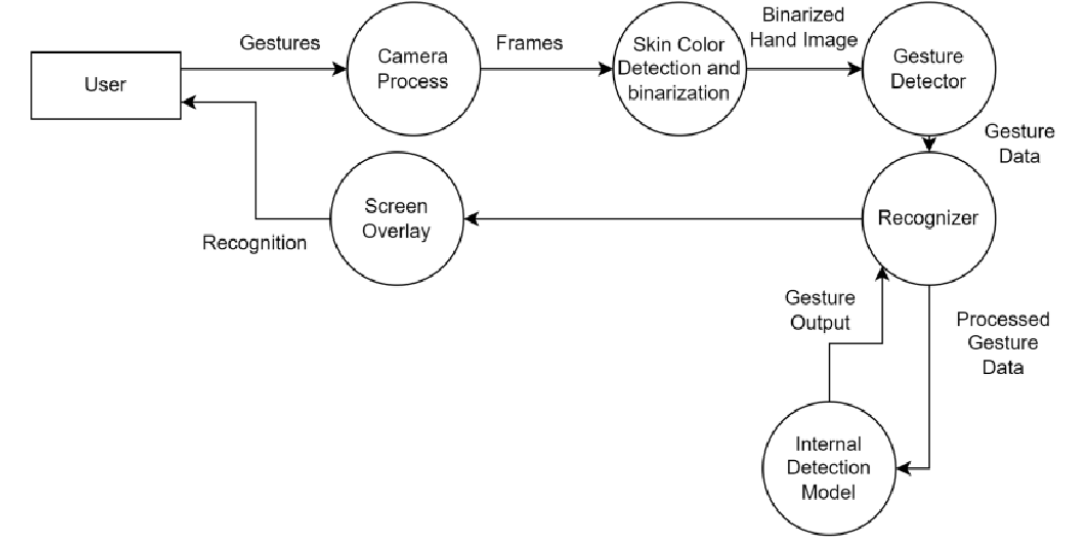 User
Gestures
Camera
Process
Frames
Skin Color
Detection and
binarization
Binarized
Hand Image
Gesture
Detector
Gesture
Data
Recognizer
Screen
Overlay
Recognition
Gesture
Output
Processed
Gesture
Data
Internal
Detection
Model